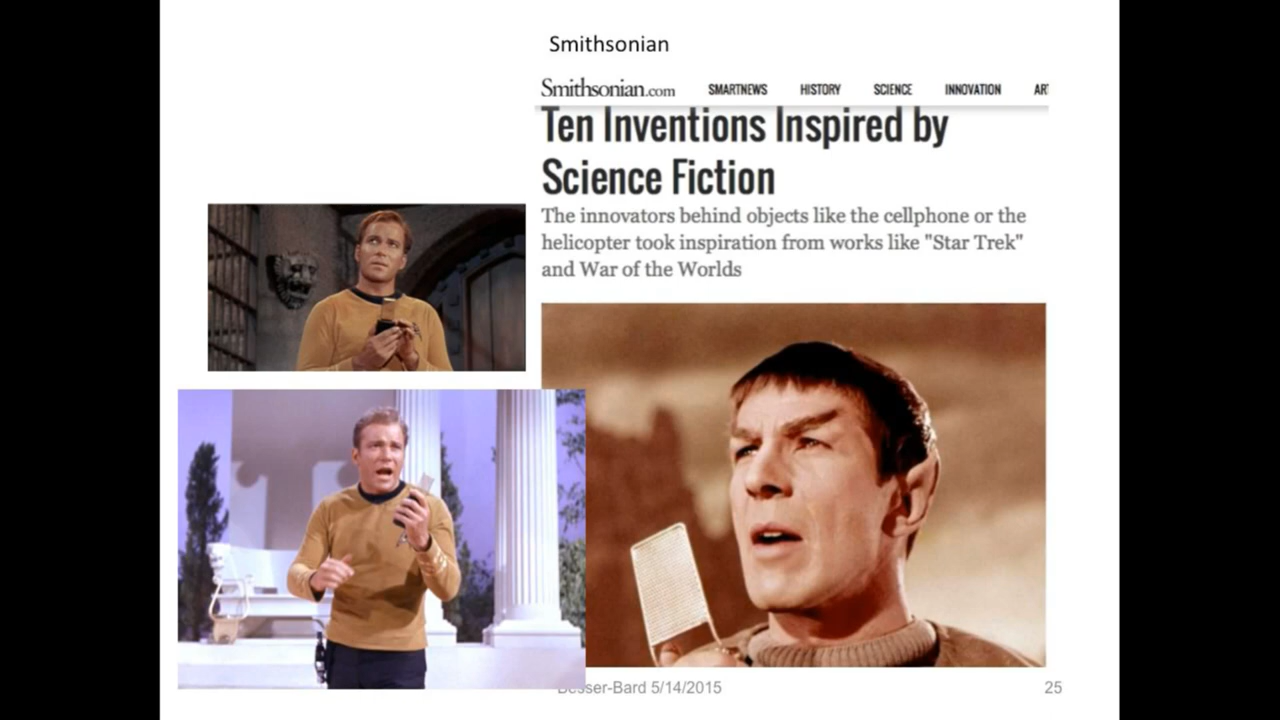 Smithsonian
Smithsonian.com SMARTNEWS HISTORY SCIENCE INNOVATION
Ten Inventions Inspired by
Science Fiction
The innovators behind objects like the cellphone or the
helicopter took inspiration from works like "Star Trek"
and War of the Worlds
Besser-Bard 5/14/2015
25